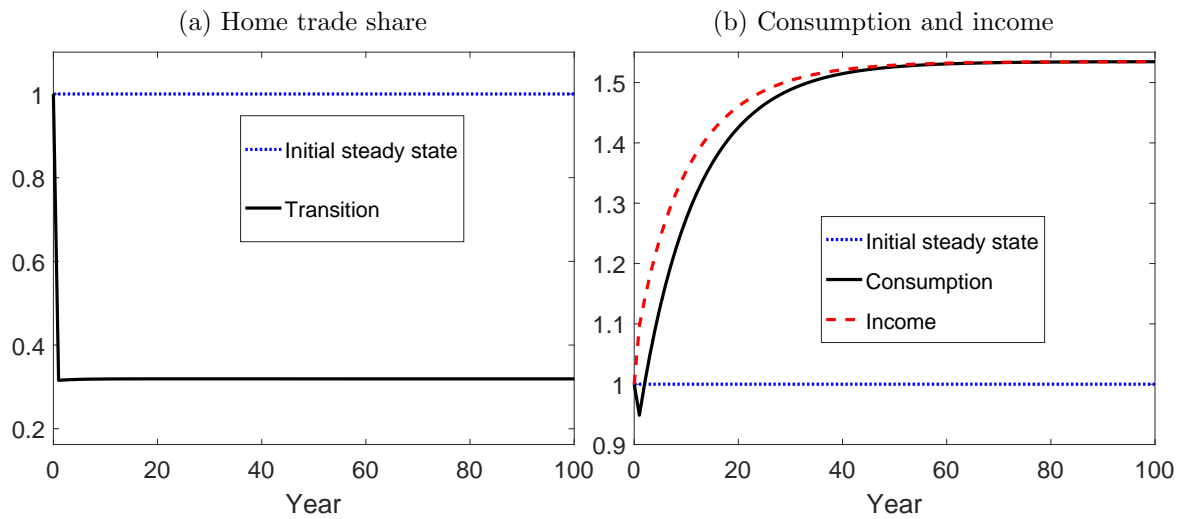 (a) Home trade share
1
0.8
0.6
0.4
0.2
0 20 40 60 80 100
Year
Initial steady state
Transition
(b) Consumption and income
1.5
1.4
1.3
1.2
1.1
1
0.9
0 20 40 60 80 100
Year
Initial steady state
Consumption
Income